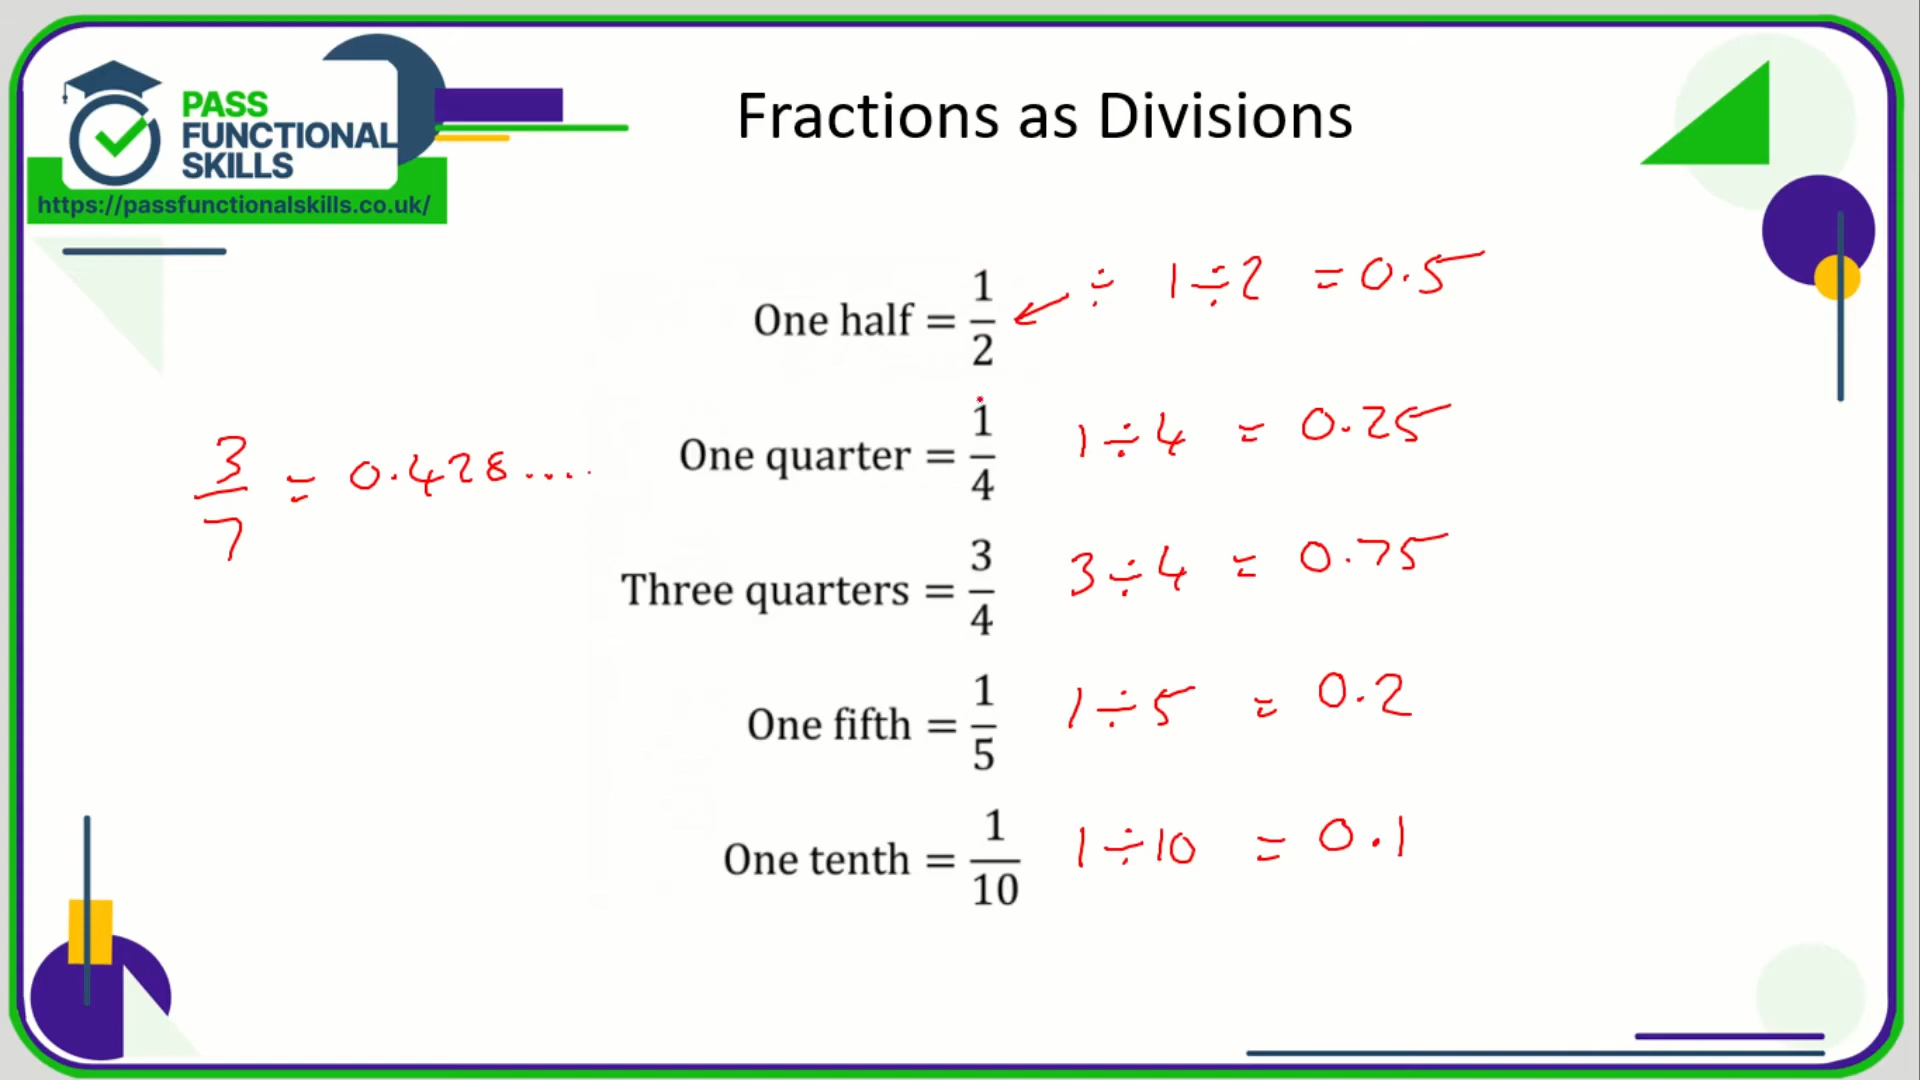 PASS
FUNCTIONAL
SKILLS
https://passfunctionalskills.co.uk/
Fractions as Divisions
One half = 1/2 ÷ 1÷2 = 0.5
One quarter = 1/4 1÷4 = 0.25
3/7 = 0.428....
Three quarters = 3/4 3÷4 = 0.75
One fifth = 1/5 1÷5 = 0.2
One tenth = 1/10 1÷10 = 0.1